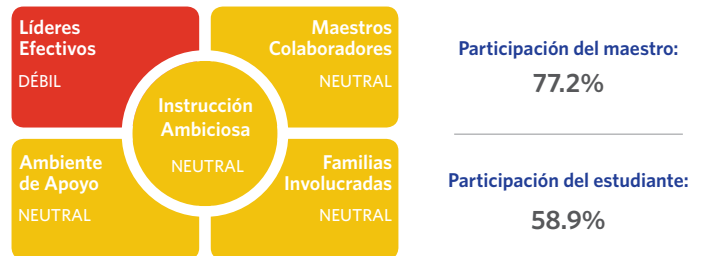 Líderes
Efectivos
DÉBIL
Maestros
Colaboradores
NEUTRAL
Instrucción
Ambiciosa
NEUTRAL
Ambiente
de Apoyo
NEUTRAL
Familias
Involucradas
NEUTRAL
Participación del maestro:
77.2%
Participación del estudiante:
58.9%